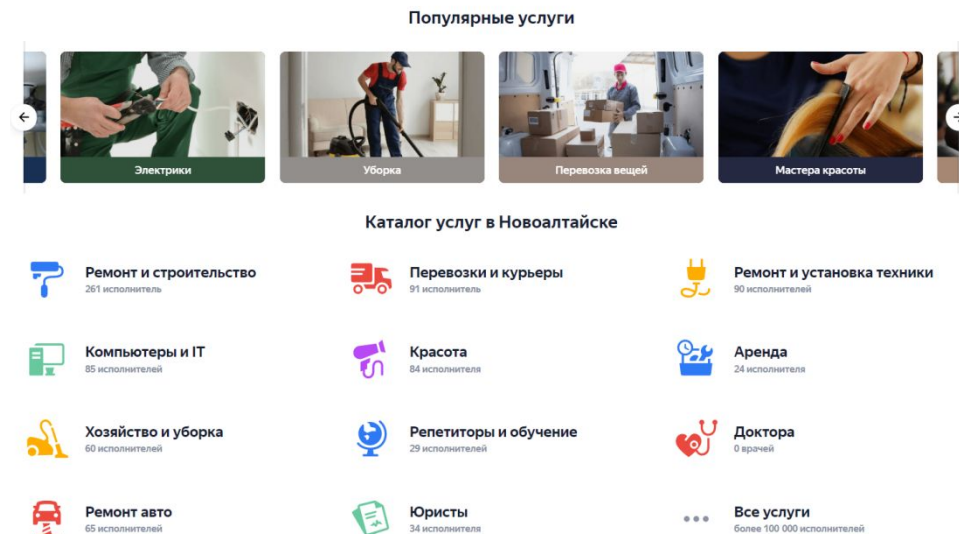 Популярные услуги
Электрики
Уборка
Перевозка вещей
Мастера красоты
Каталог услуг в Новоалтайске
Ремонт и строительство
261 исполнитель
Перевозки и курьеры
91 исполнитель
Ремонт и установка техники
90 исполнителей
Компьютеры и IT
85 исполнителей
Красота
84 исполнителя
Аренда
24 исполнителя
Хозяйство и уборка
60 исполнителей
Репетиторы и обучение
29 исполнителей
Доктора
0 врачей
Ремонт авто
65 исполнителей
Юристы
34 исполнителя
Все услуги
более 100 000 исполнителей